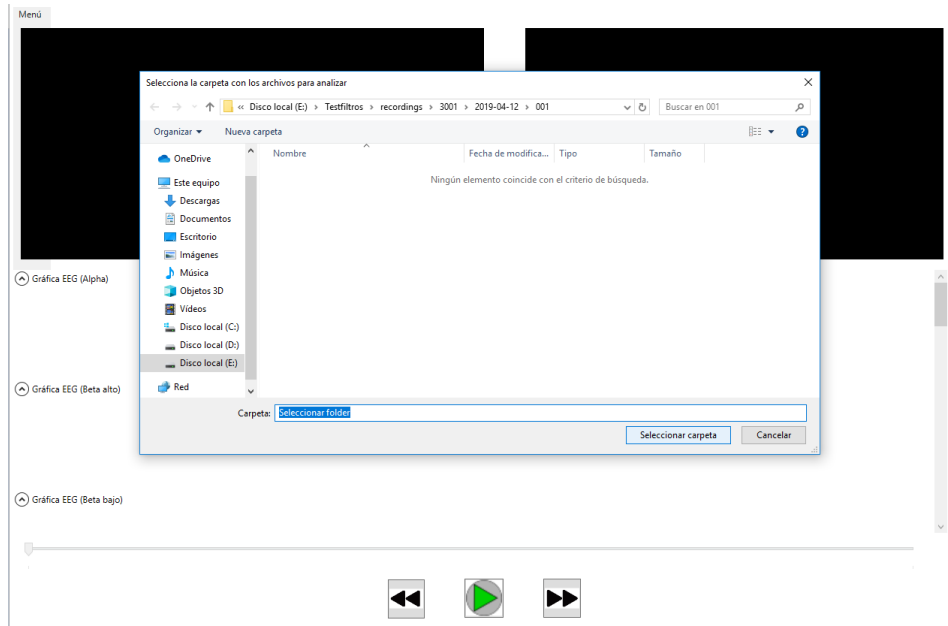 Menú
Selecciona la carpeta con los archivos para analizar
« Disco local (E:) > Testfiltros > recordings > 3001 > 2019-04-12 > 001
Buscar en 001
Organizar
Nueva carpeta
Nombre
Fecha de modifica...
Tipo
Tamaño
Ningún elemento coincide con el criterio de búsqueda.
OneDrive
Este equipo
Descargas
Documentos
Escritorio
Imágenes
Música
Objetos 3D
Vídeos
Disco local (C:)
Disco local (D:)
Disco local (E:)
Red
Carpeta: Seleccionar folder
Seleccionar carpeta
Cancelar
Gráfica EEG (Alpha)
Gráfica EEG (Beta alto)
Gráfica EEG (Beta bajo)